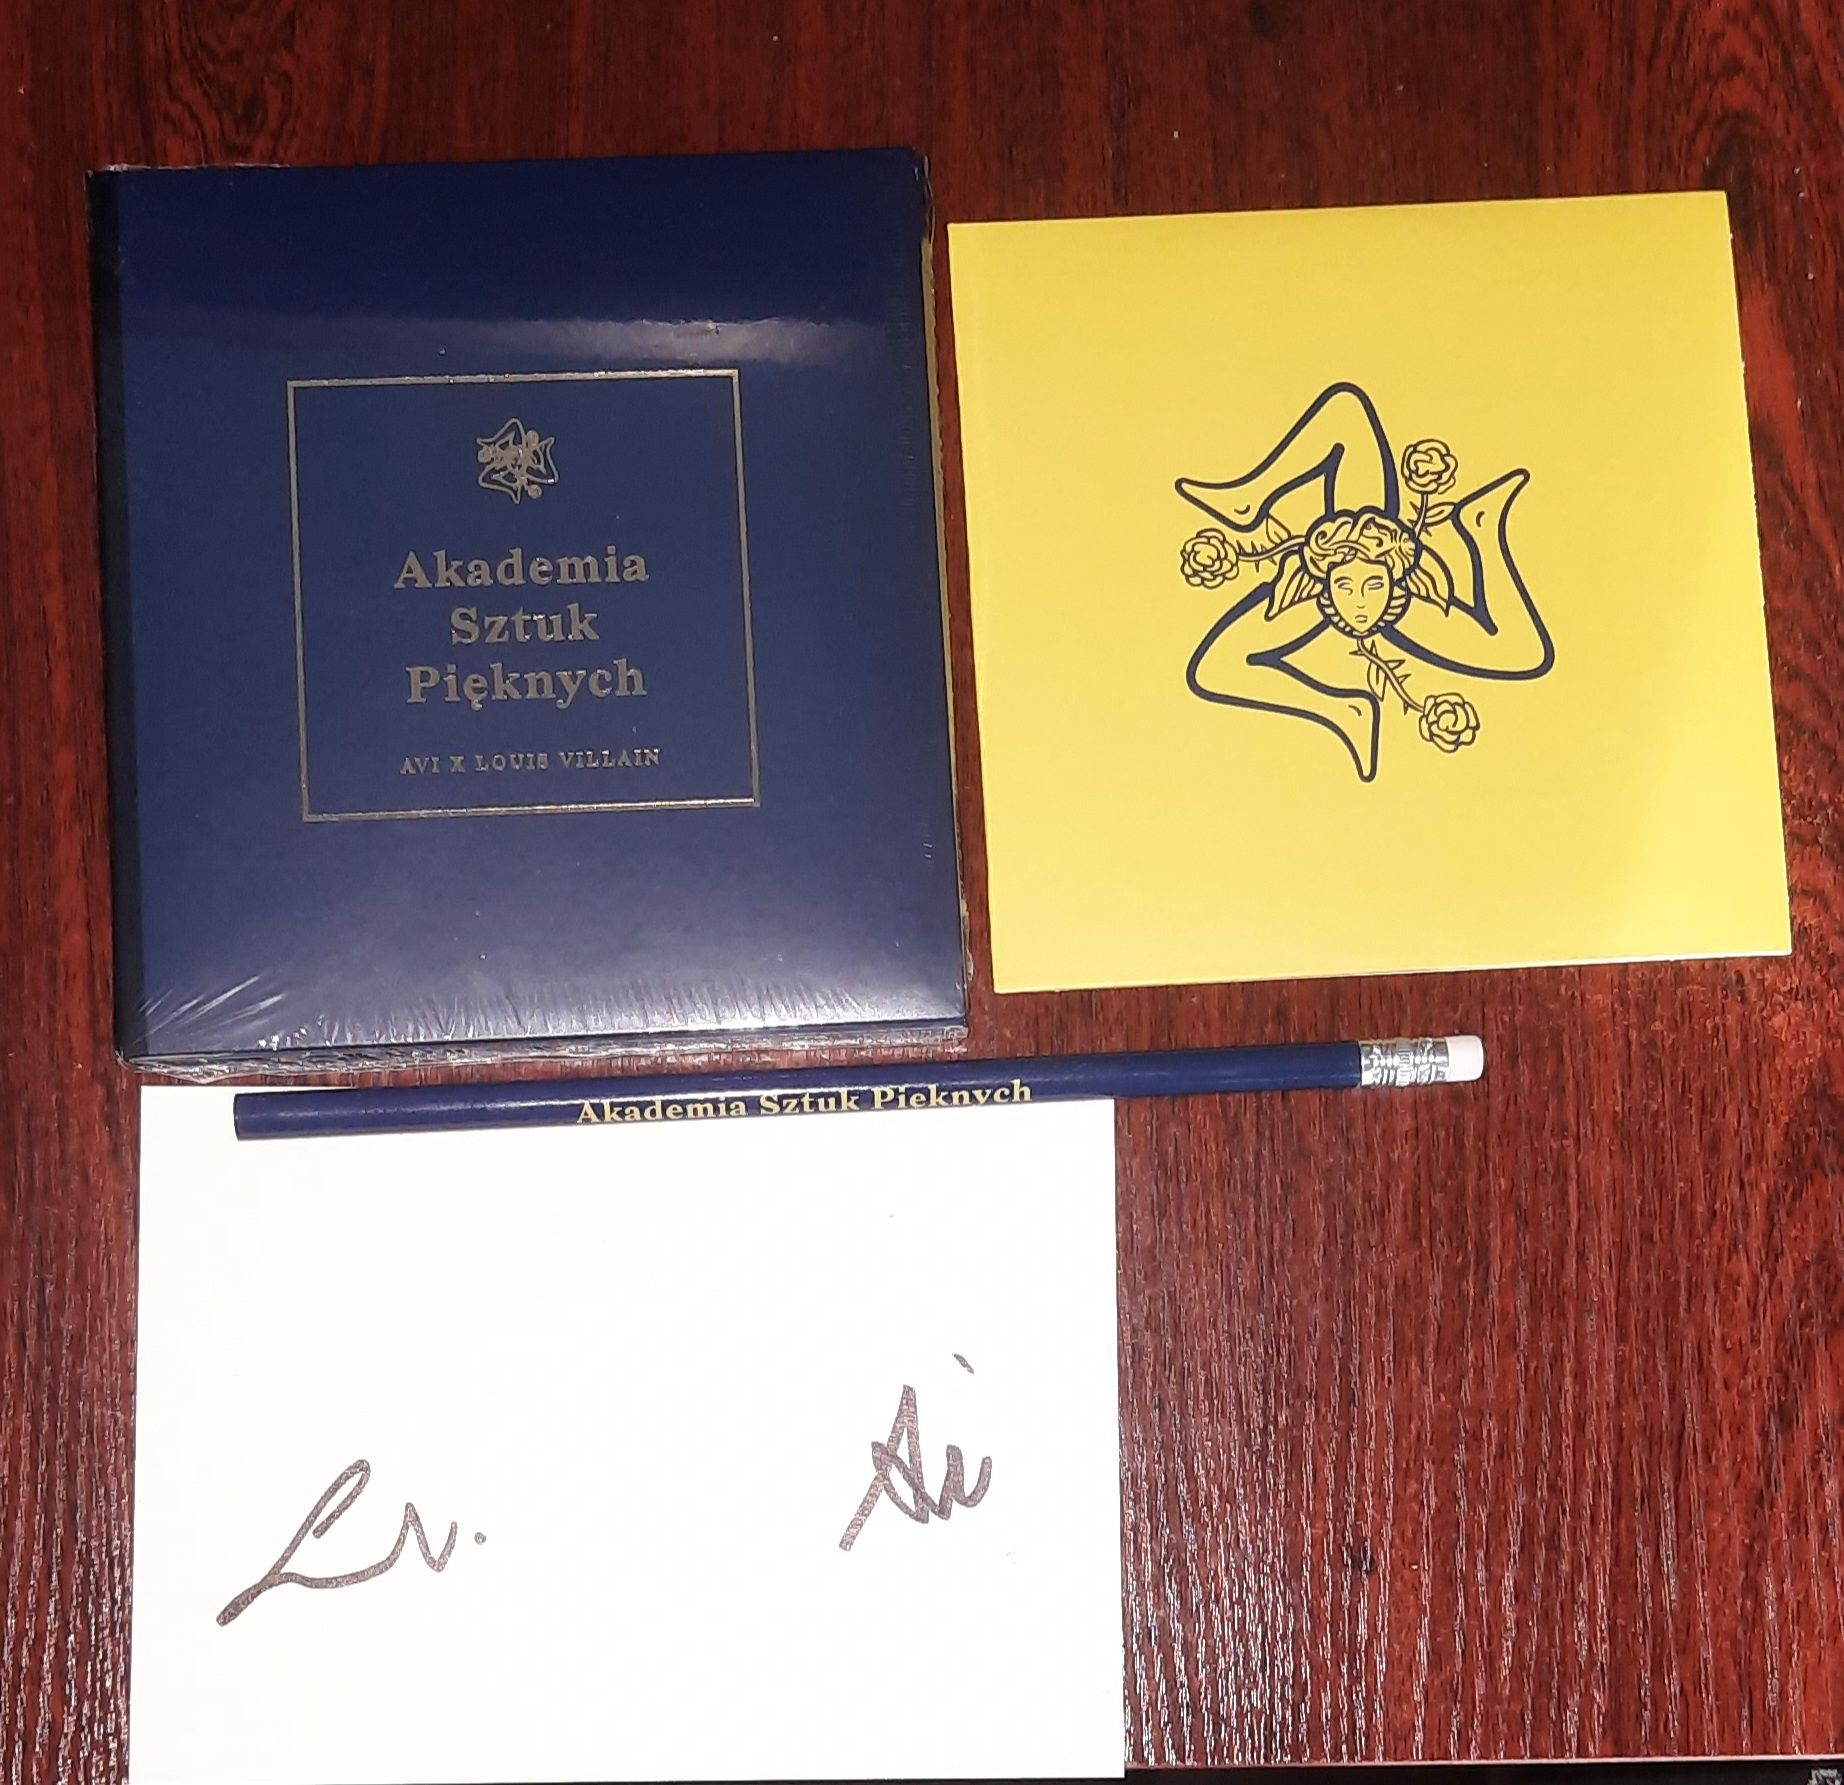 Akademia
Sztuk
Pięknych
AVI X LOUIS VILLAIN
Akademia Sztuk Pięknych